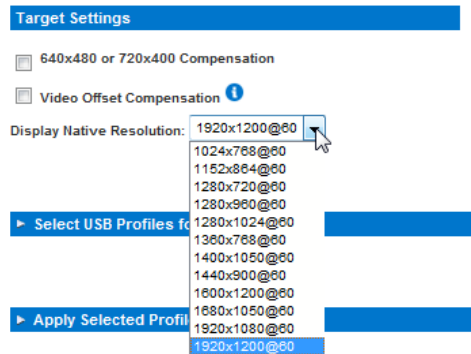 Target Settings
640x480 or 720x400 Compensation
Video Offset Compensation i
Display Native Resolution: 1920x1200@60
1024x768@60
1152x864@60
1280x720@60
1280x960@60
▶ Select USB Profiles fo 1280x1024@60
1360x768@60
1400x1050@60
1440x900@60
1600x1200@60
1680x1050@60
▶ Apply Selected Profil 1920x1080@60
1920x1200@60